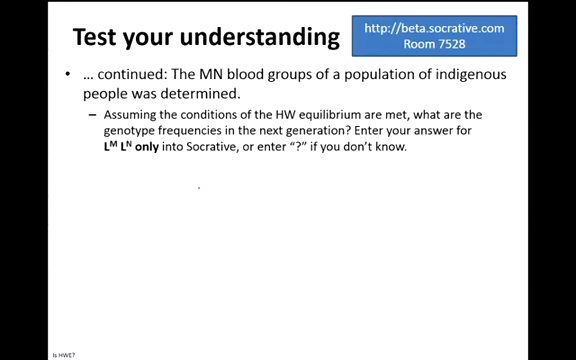 Test your understanding
http://beta.socrative.com
Room 7528
• … continued: The MN blood groups of a population of indigenous
people was determined.
– Assuming the conditions of the HW equilibrium are met, what are the
genotype frequencies in the next generation? Enter your answer for
Lᴹ Lᴺ only into Socrative, or enter “?” if you don’t know.
Is HWE?